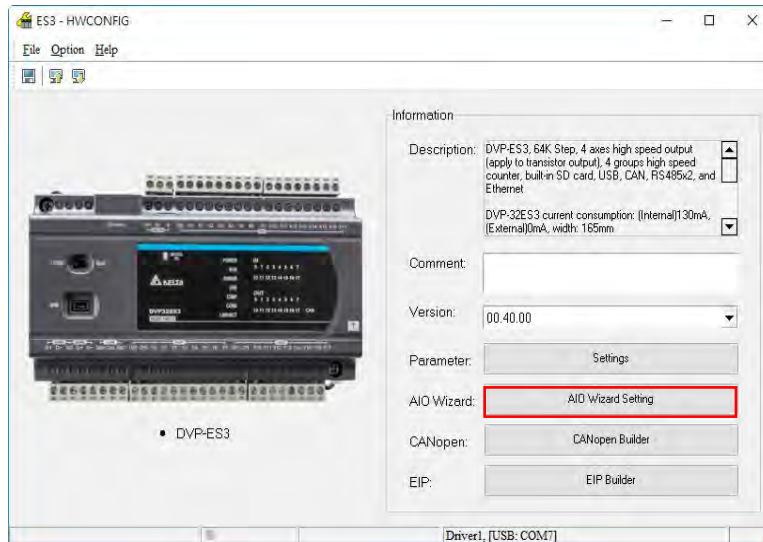 ES3 - HWCONFIG
File Option Help
Information
Description:
DVP-ES3, 64K Step, 4 axes high speed output
(apply to transistor output), 4 groups high speed
counter, built-in SD card, USB, CAN, RS485x2, and
Ethernet
DVP-32ES3 current consumption: (Internal)130mA,
(External)0mA, width: 165mm
Comment:
Version: 00.40.00
Parameter: Settings
AIO Wizard: AIO Wizard Setting
CANopen: CANopen Builder
EIP: EIP Builder
DELTA
DVP32ES3
• DVP-ES3
Driver1, [USB: COM7]